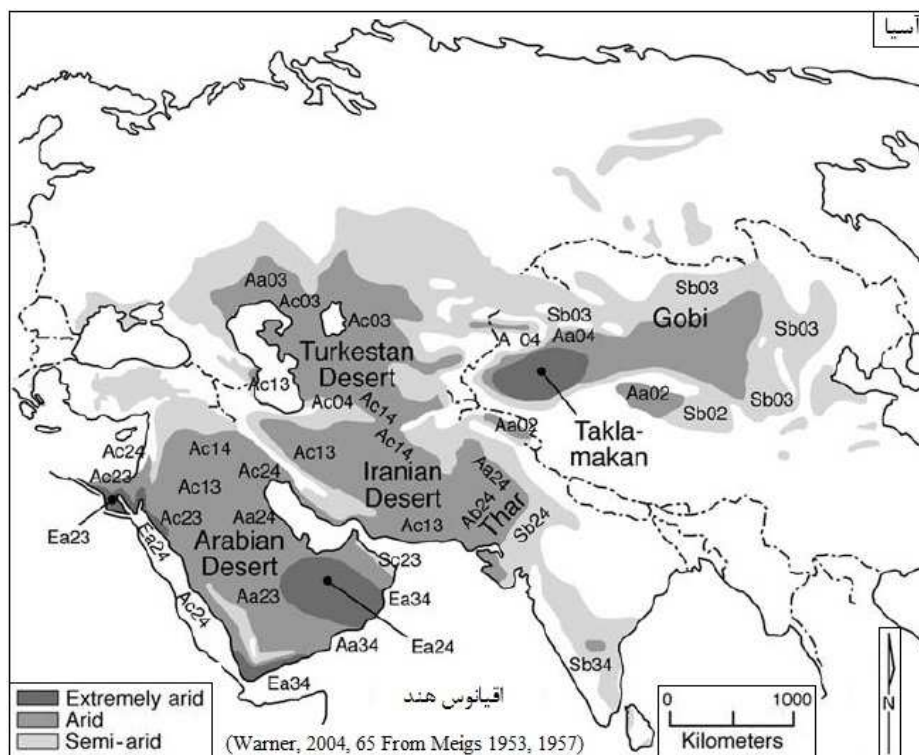 آسیا
Aa03
Ac03
Ac03
Turkestan
Desert
Ac13
Ac04
Ac14
Ac14
Sb03
A 04
Aa04
Sb03
Gobi
Sb03
Sb03
Aa02
Sb02
Aa02
Takla-
makan
Ac24
Ac23
Ea23
Ac14
Ac13
Ac23
Ac24
Aa24
Arabian
Desert
Aa23
Ea24
Ac24
Ac13
Iranian
Desert
Ac13
Aa24
Ab24
Thar
Sb24
Sc23
Ea34
Ea24
Aa34
Ea34
Sb34
اقیانوس هند
Extremely arid
Arid
Semi-arid
(Warner, 2004, 65 From Meigs 1953, 1957)
0 1000
Kilometers
N